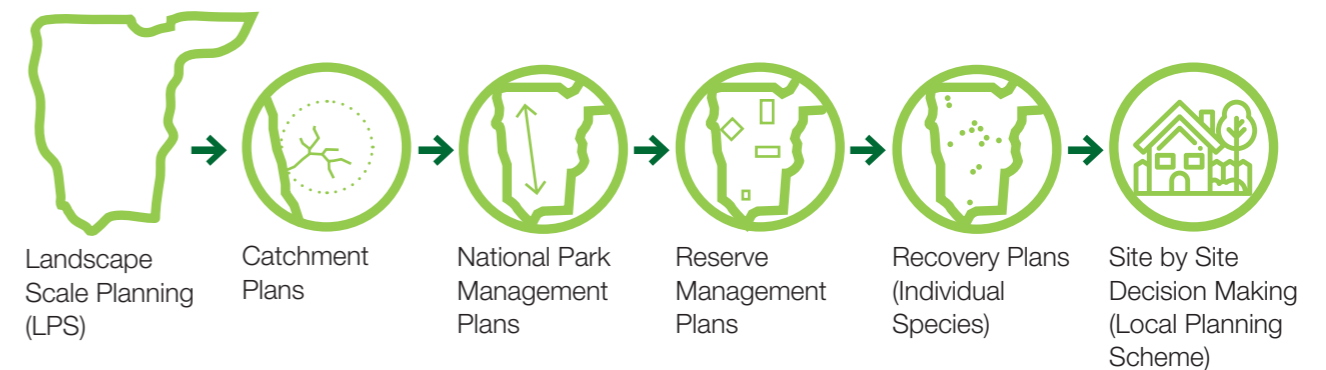 Landscape
Scale Planning
(LPS)
Catchment
Plans
National Park
Management
Plans
Reserve
Management
Plans
Recovery Plans
(Individual
Species)
Site by Site
Decision Making
(Local Planning
Scheme)